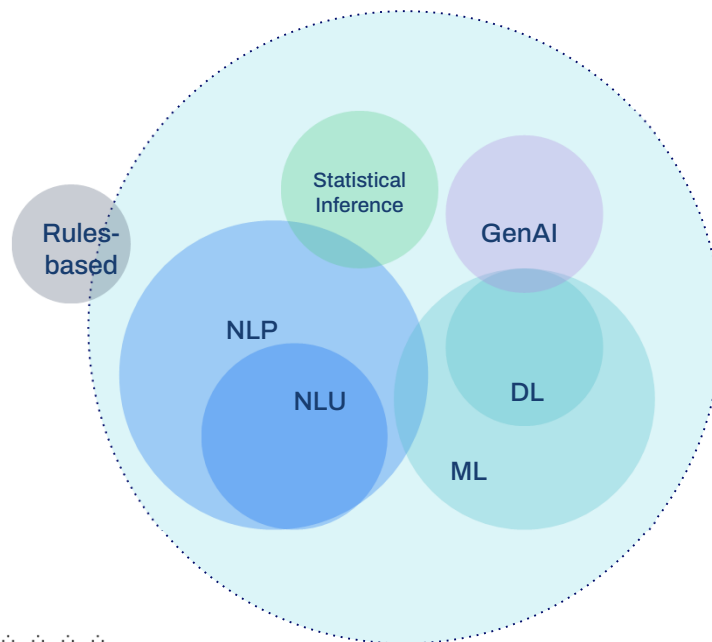 Statistical
Inference
GenAI
Rules-
based
NLP
NLU
DL
ML